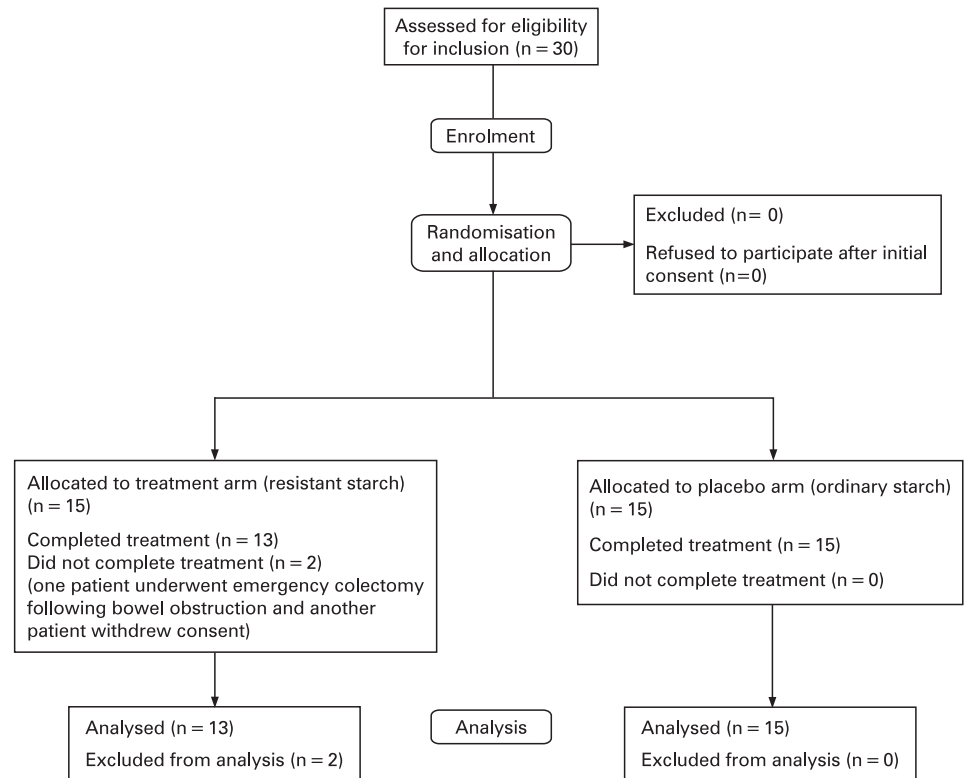 Assessed for eligibility
for inclusion (n = 30)
Enrolment
Randomisation
and allocation
Excluded (n= 0)
Refused to participate after initial
consent (n=0)
Allocated to treatment arm (resistant starch)
(n = 15)
Completed treatment (n = 13)
Did not complete treatment (n = 2)
(one patient underwent emergency colectomy
following bowel obstruction and another
patient withdrew consent)
Allocated to placebo arm (ordinary starch)
(n = 15)
Completed treatment (n = 15)
Did not complete treatment (n = 0)
Analysed (n = 13)
Excluded from analysis (n = 2)
Analysis
Analysed (n = 15)
Excluded from analysis (n = 0)